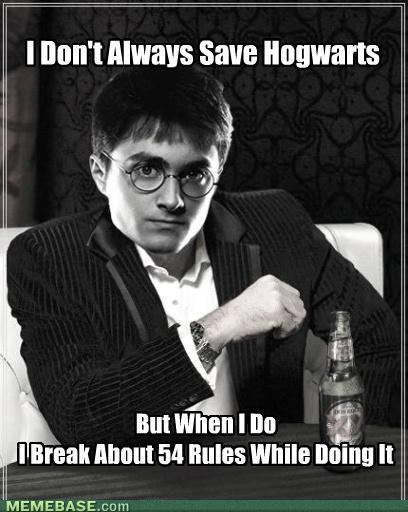 I Don't Always Save Hogwarts
But When I Do
I Break About 54 Rules While Doing It
MEMEBASE.com